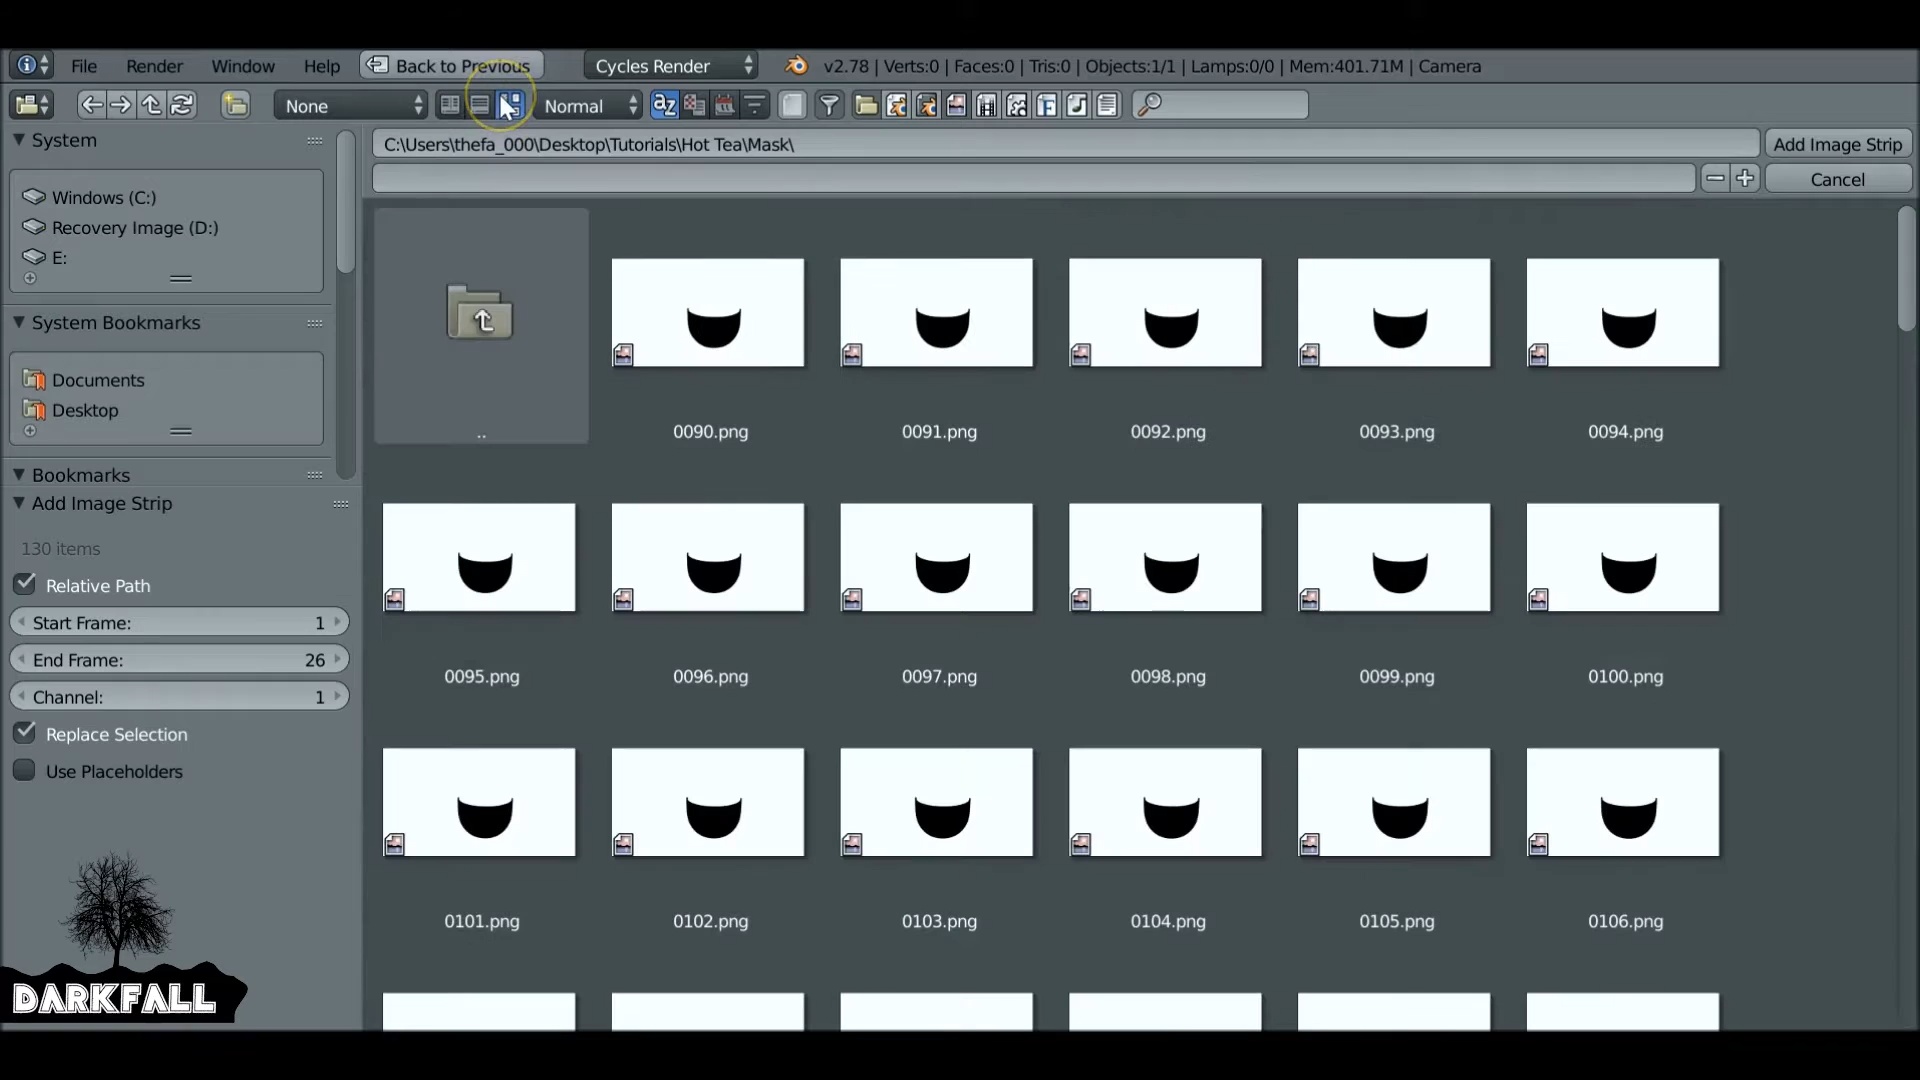 File Render Window Help Back to Previous Cycles Render v2.78 | Verts:0 | Faces:0 | Tris:0 | Objects:1/1 | Lamps:0/0 | Mem:401.71M | Camera
None Normal
System
Windows (C:)
Recovery Image (D:)
E:
System Bookmarks
Documents
Desktop
Bookmarks
Add Image Strip
130 items
Relative Path
Start Frame: 1
End Frame: 26
Channel: 1
Replace Selection
Use Placeholders
DARKFALL
C:\Users\thefa_000\Desktop\Tutorials\Hot Tea\Mask\ Add Image Strip
Cancel
.. 0090.png 0091.png 0092.png 0093.png 0094.png
0095.png 0096.png 0097.png 0098.png 0099.png 0100.png
0101.png 0102.png 0103.png 0104.png 0105.png 0106.png